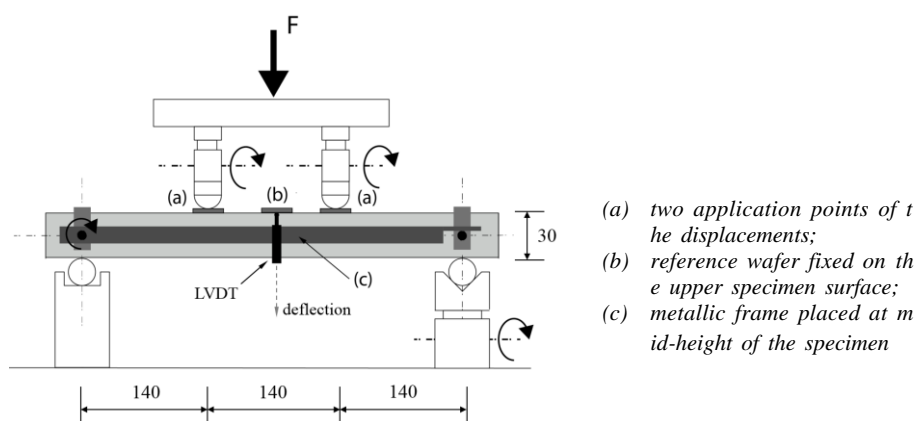 F
(a)
(b)
(a)
30
LVDT
(c)
deflection
140
140
140
(a) two application points of t
he displacements;
(b) reference wafer fixed on th
e upper specimen surface;
(c) metallic frame placed at m
id-height of the specimen